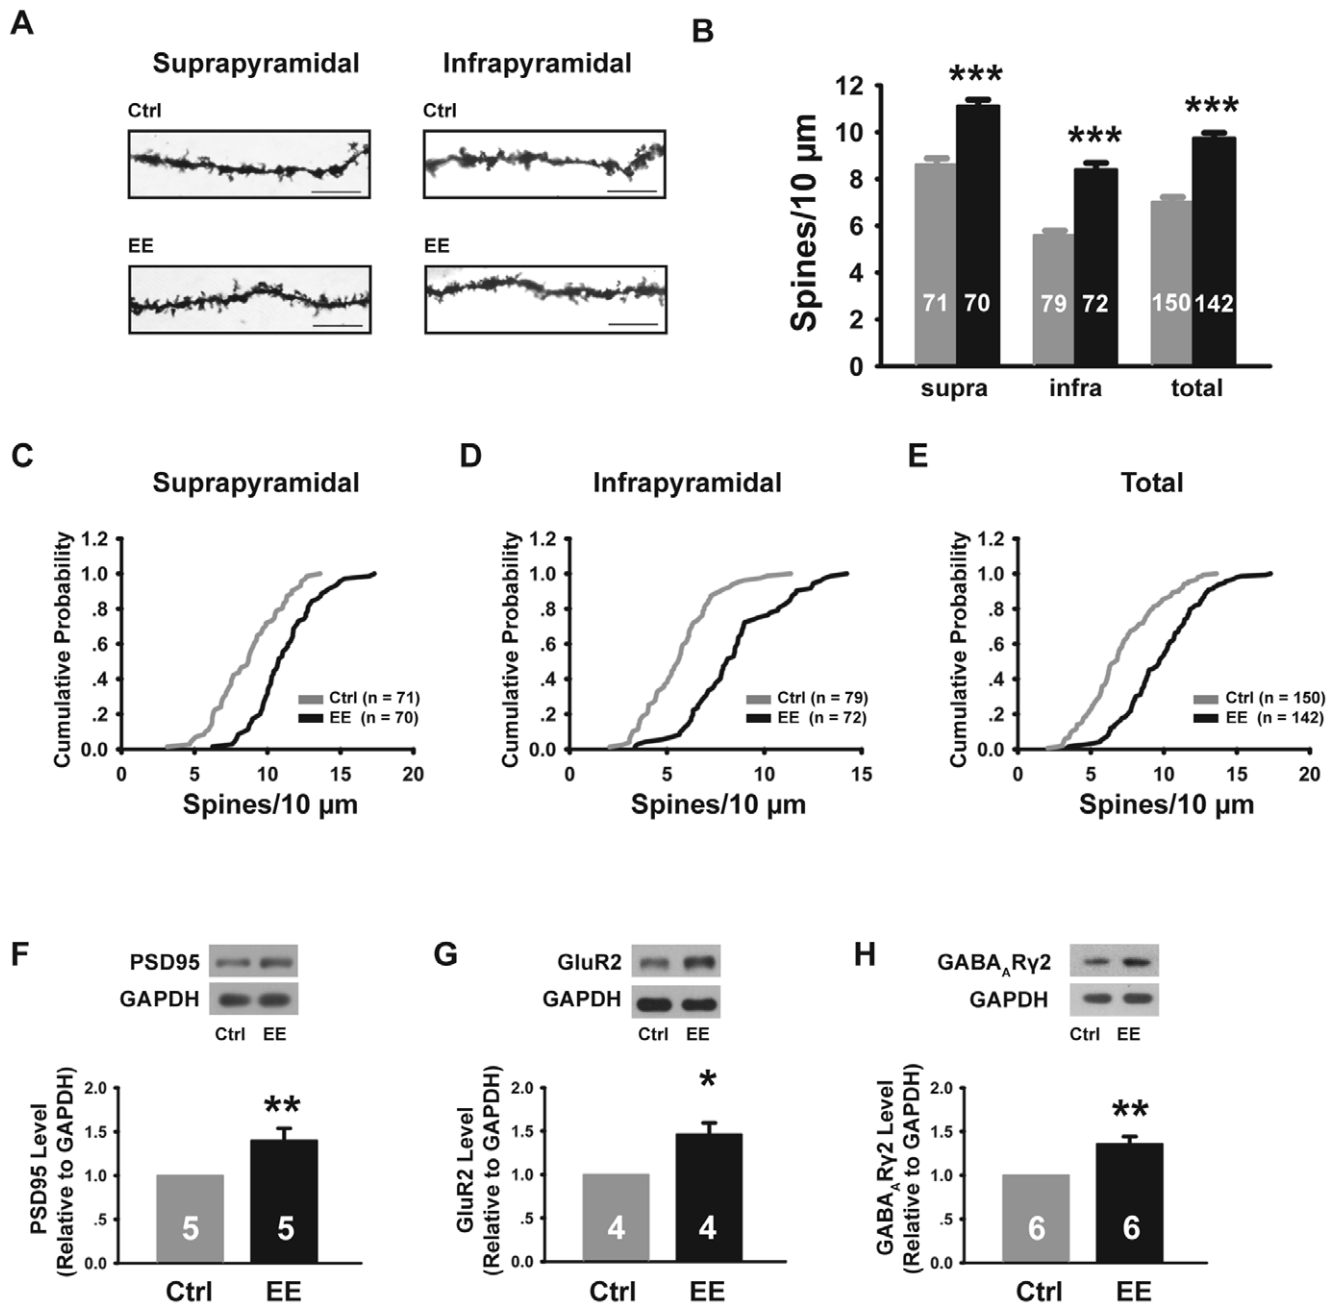 A
Suprapyramidal
Infrapyramidal
Ctrl
Ctrl
EE
EE
B
Spines/10 µm
12
10
8
6
4
2
0
***
***
***
71
70
79
72
150
142
supra
infra
total
C
Suprapyramidal
Cumulative Probability
1.2
1.0
.8
.6
.4
.2
0.0
Ctrl (n = 71)
EE (n = 70)
0
5
10
15
20
Spines/10 µm
D
Infrapyramidal
Cumulative Probability
1.2
1.0
.8
.6
.4
.2
0.0
Ctrl (n = 79)
EE (n = 72)
0
5
10
15
Spines/10 µm
E
Total
Cumulative Probability
1.2
1.0
.8
.6
.4
.2
0.0
Ctrl (n = 150)
EE (n = 142)
0
5
10
15
20
Spines/10 µm
F
PSD95
GAPDH
Ctrl
EE
PSD95 Level
(Relative to GAPDH)
2.0
1.5
1.0
.5
0.0
**
5
5
Ctrl
EE
G
GluR2
GAPDH
Ctrl
EE
GluR2 Level
(Relative to GAPDH)
2.0
1.5
1.0
.5
0.0
*
4
4
Ctrl
EE
H
GABAARγ2
GAPDH
Ctrl
EE
GABAARγ2 Level
(Relative to GAPDH)
2.0
1.5
1.0
.5
0.0
**
6
6
Ctrl
EE